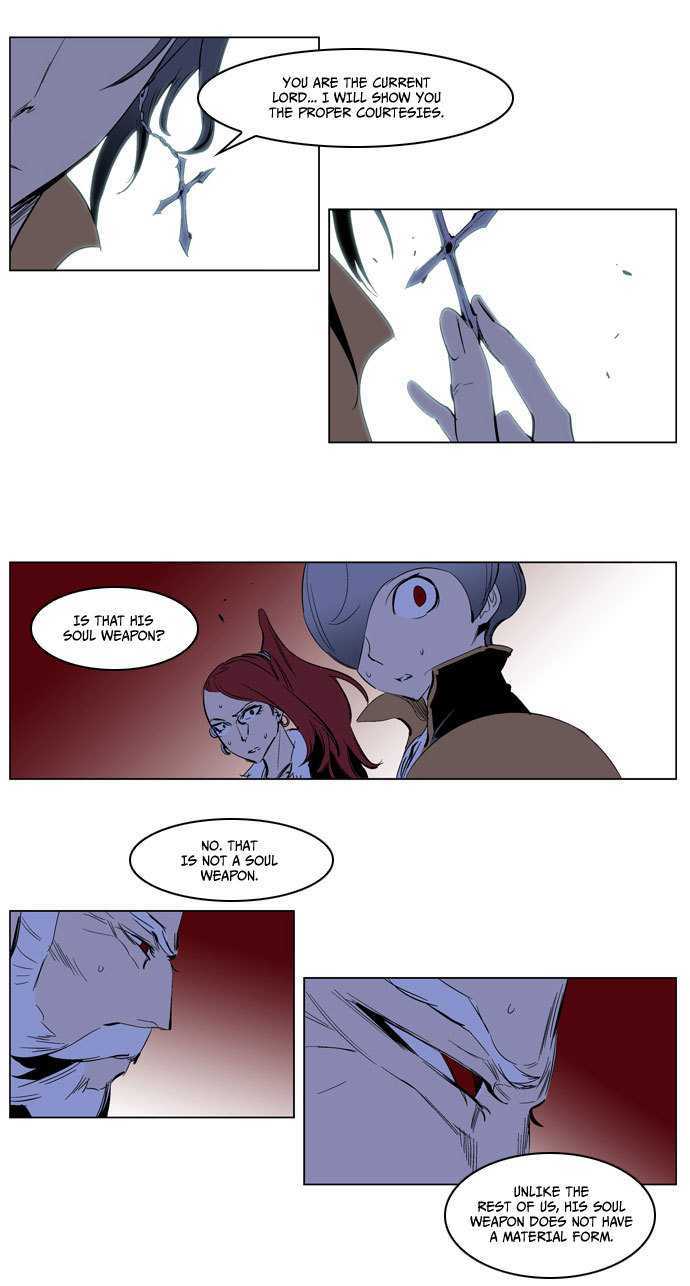 YOU ARE THE CURRENT
LORD... I WILL SHOW YOU
THE PROPER COURTESIES.
IS THAT HIS
SOUL WEAPON?
NO. THAT
IS NOT A SOUL
WEAPON.
UNLIKE THE
REST OF US, HIS SOUL
WEAPON DOES NOT HAVE
A MATERIAL FORM.